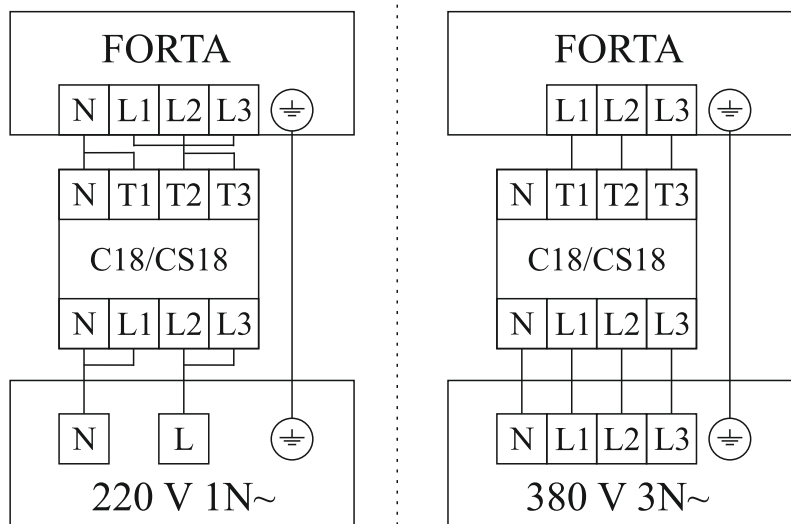 FORTA
N L1 L2 L3
N T1 T2 T3
C18/CS18
N L1 L2 L3
N L
220 V 1N~
FORTA
L1 L2 L3
N T1 T2 T3
C18/CS18
N L1 L2 L3
N L1 L2 L3
380 V 3N~